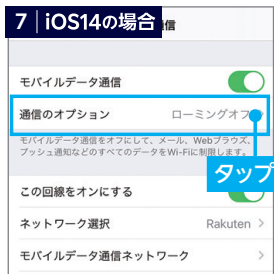 7 iOS14の場合
通信
モバイルデータ通信
通信のオプション ローミングオフ
モバイルデータ通信をオフにして、メール、Webブラウズ、
プッシュ通知などのすべてのデータをWi-Fiに制限します。
タップ
この回線をオンにする
ネットワーク選択 Rakuten
モバイルデータ通信ネットワーク